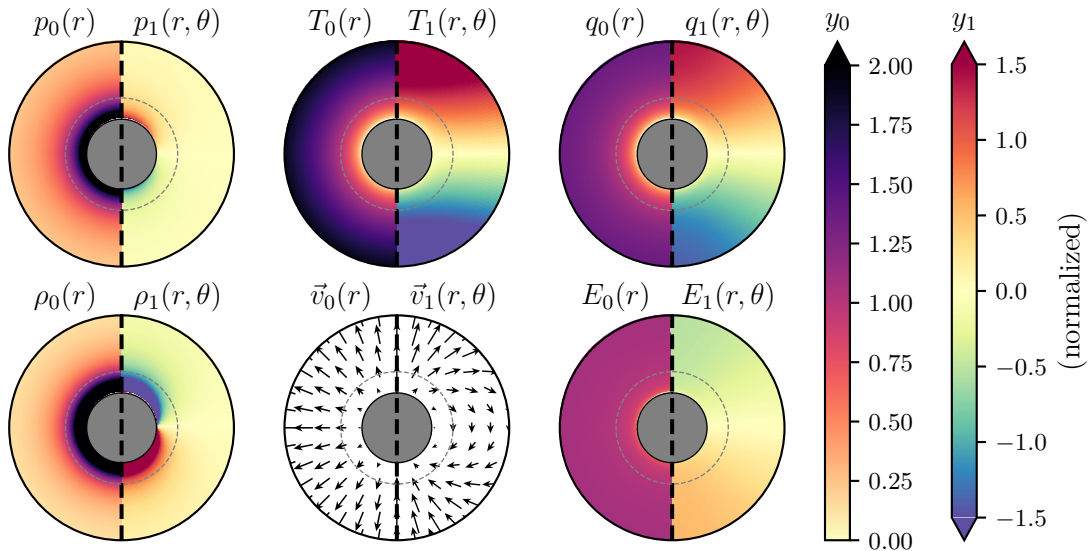 p₀(r) p₁(r, θ)
T₀(r) T₁(r, θ)
q₀(r) q₁(r, θ)
y₀
y₁
ρ₀(r) ρ₁(r, θ)
v⃗₀(r) v⃗₁(r, θ)
E₀(r) E₁(r, θ)
2.00
1.75
1.50
1.25
1.00
0.75
0.50
0.25
0.00
1.5
1.0
0.5
0.0
−0.5
−1.0
−1.5
(normalized)